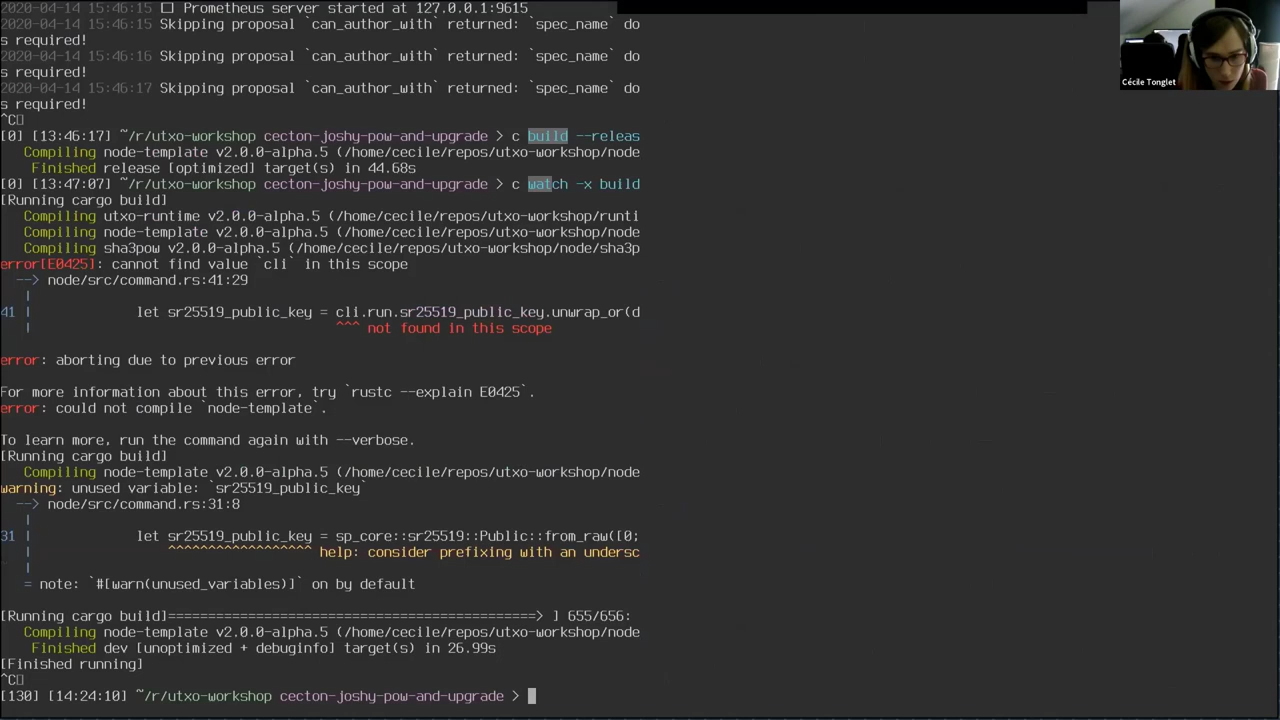 2020-04-14 15:46:15 □ Prometheus server started at 127.0.0.1:9615
2020-04-14 15:46:15 Skipping proposal `can_author_with` returned: `spec_name` do
s required!
2020-04-14 15:46:16 Skipping proposal `can_author_with` returned: `spec_name` do
s required!
2020-04-14 15:46:17 Skipping proposal `can_author_with` returned: `spec_name` do
s required!
^C□
[0] [13:46:17] ~/r/utxo-workshop cecton-joshy-pow-and-upgrade > c build --releas
Compiling node-template v2.0.0-alpha.5 (/home/cecile/repos/utxo-workshop/node
Finished release [optimized] target(s) in 44.68s
[0] [13:47:07] ~/r/utxo-workshop cecton-joshy-pow-and-upgrade > c watch -x build
[Running cargo build]
Compiling utxo-runtime v2.0.0-alpha.5 (/home/cecile/repos/utxo-workshop/runti
Compiling node-template v2.0.0-alpha.5 (/home/cecile/repos/utxo-workshop/node
Compiling sha3pow v2.0.0-alpha.5 (/home/cecile/repos/utxo-workshop/node/sha3p
error[E0425]: cannot find value `cli` in this scope
--> node/src/command.rs:41:29
|
41 | let sr25519_public_key = cli.run.sr25519_public_key.unwrap_or(d
| ^^^ not found in this scope
error: aborting due to previous error
For more information about this error, try `rustc --explain E0425`.
error: could not compile `node-template`.
To learn more, run the command again with --verbose.
[Running cargo build]
Compiling node-template v2.0.0-alpha.5 (/home/cecile/repos/utxo-workshop/node
warning: unused variable: `sr25519_public_key`
--> node/src/command.rs:31:8
|
31 | let sr25519_public_key = sp_core::sr25519::Public::from_raw([0;
| ^^^^^^^^^^^^^^^^^^ help: consider prefixing with an undersc
|
= note: `#[warn(unused_variables)]` on by default
[Running cargo build]==============================================> ] 655/656:
Compiling node-template v2.0.0-alpha.5 (/home/cecile/repos/utxo-workshop/node
Finished dev [unoptimized + debuginfo] target(s) in 26.99s
[Finished running]
^C□
[130] [14:24:10] ~/r/utxo-workshop cecton-joshy-pow-and-upgrade >
Cécile Tonglet